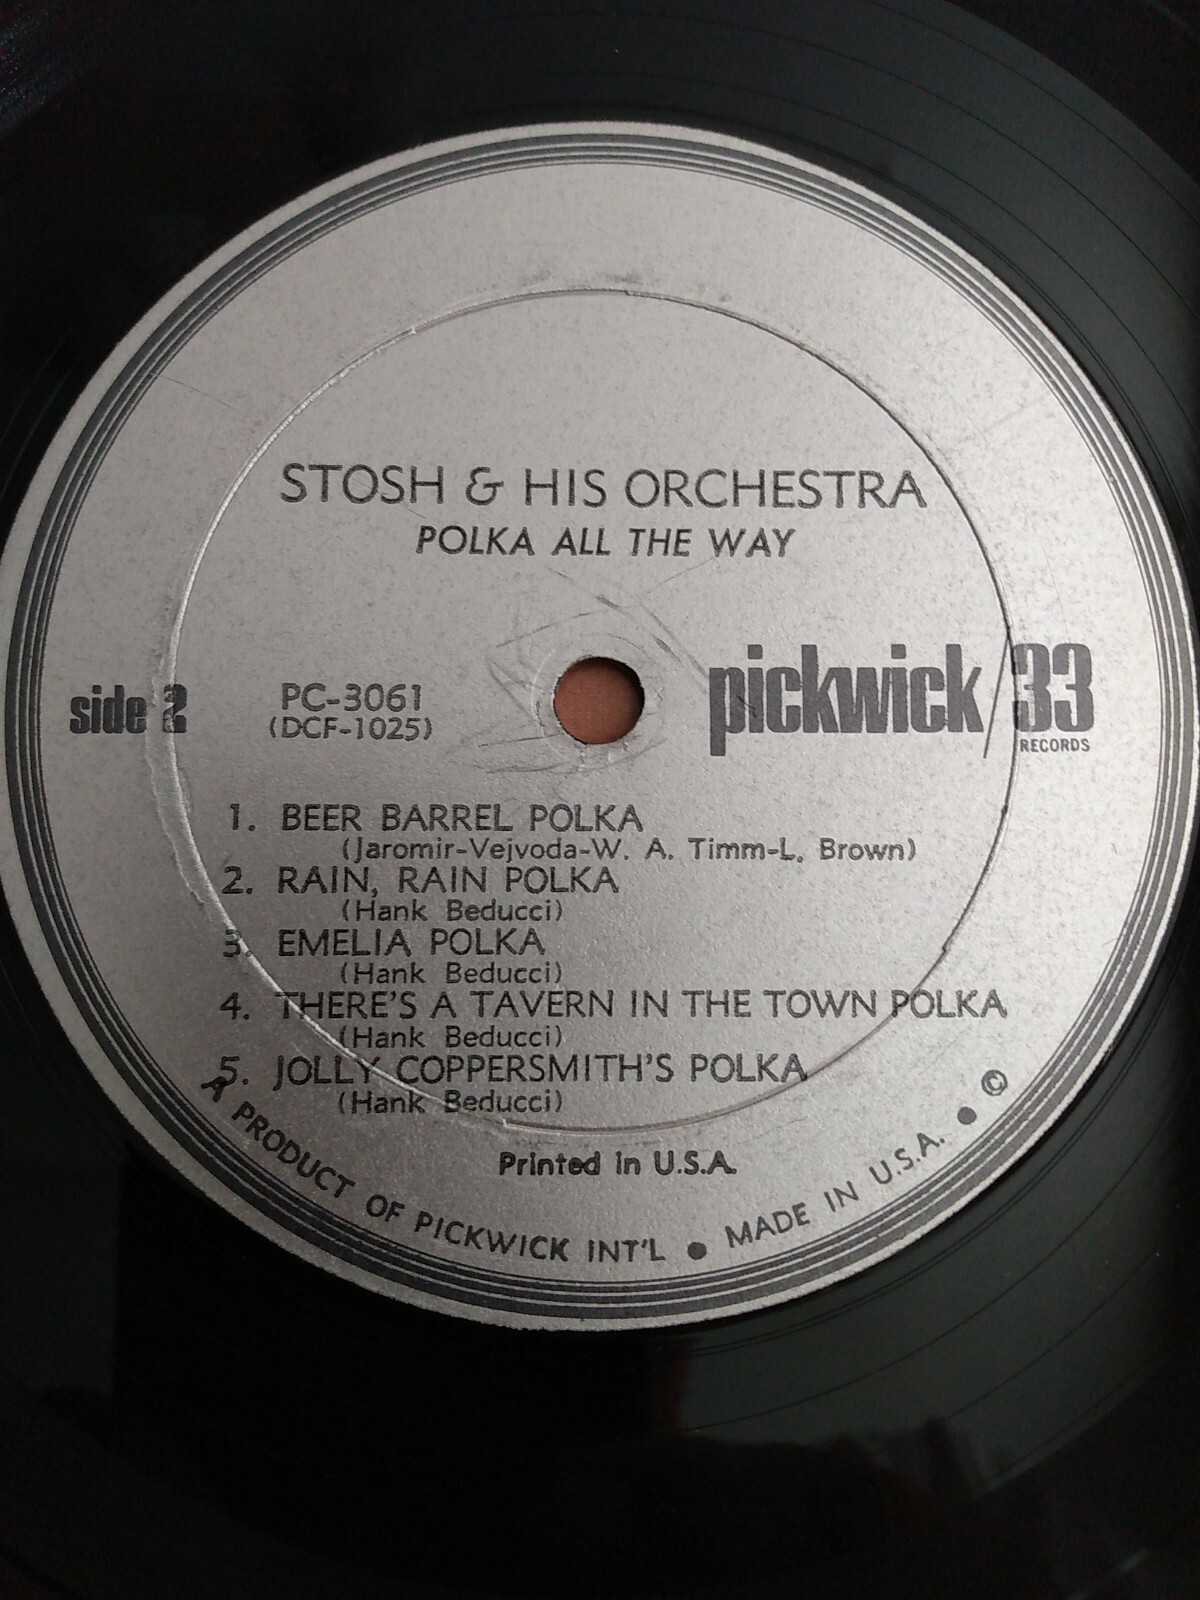 STOSH & HIS ORCHESTRA
POLKA ALL THE WAY
side 2
PC-3061
(DCF-1025)
pickwick/33
RECORDS
1. BEER BARREL POLKA
(Jaromir-Vejvoda-W. A. Timm-L. Brown)
2. RAIN, RAIN POLKA
(Hank Beducci)
3. EMELIA POLKA
(Hank Beducci)
4. THERE'S A TAVERN IN THE TOWN POLKA
(Hank Beducci)
5. JOLLY COPPERSMITH'S POLKA
(Hank Beducci)
Printed in U.S.A.
A PRODUCT OF PICKWICK INT'L ● MADE IN U.S.A. ● ©